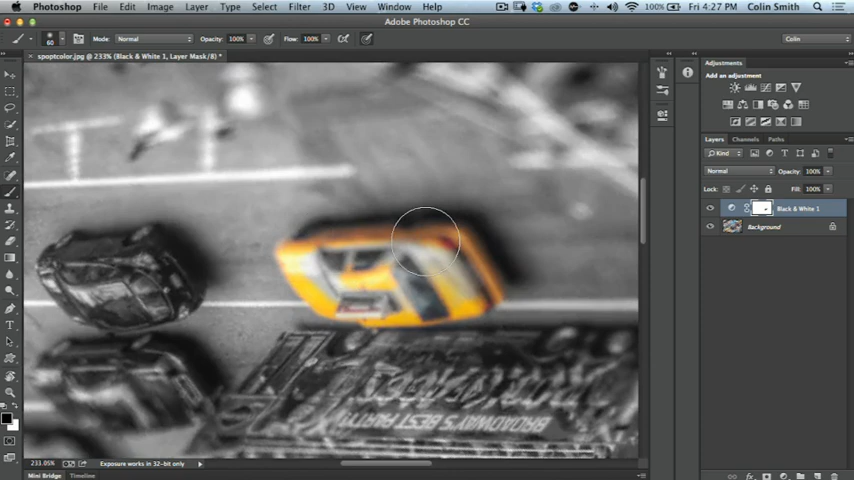 Photoshop File Edit Image Layer Type Select Filter 3D View Window Help 100% Fri 4:27 PM Colin Smith
Adobe Photoshop CC
60 Mode: Normal Opacity: 100% Flow: 100% Colin
× spoptcolor.jpg @ 233% (Black & White 1, Layer Mask/8) *
Adjustments
Add an adjustment
Layers Channels Paths
Kind
Normal Opacity: 100%
Lock: Fill: 100%
Black & White 1
Background
BROADWAY'S BEST PARTY!
233.05% Exposure works in 32-bit only
Mini Bridge Timeline